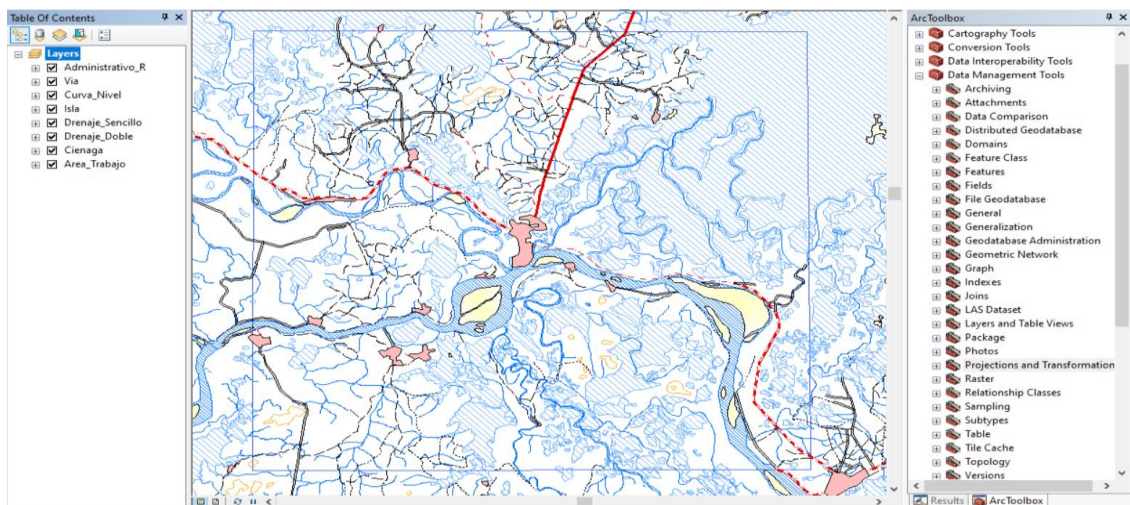 Table Of Contents
Layers
Administrativo_R
Via
Curva_Nivel
Isla
Drenaje_Sencillo
Drenaje_Doble
Cienaga
Area_Trabajo
ArcToolbox
Cartography Tools
Conversion Tools
Data Interoperability Tools
Data Management Tools
Archiving
Attachments
Data Comparison
Distributed Geodatabase
Domains
Feature Class
Features
Fields
File Geodatabase
General
Generalization
Geodatabase Administration
Geometric Network
Graph
Indexes
Joins
LAS Dataset
Layers and Table Views
Package
Photos
Projections and Transformation
Raster
Relationship Classes
Sampling
Subtypes
Table
Tile Cache
Topology
Versions
Results ArcToolbox